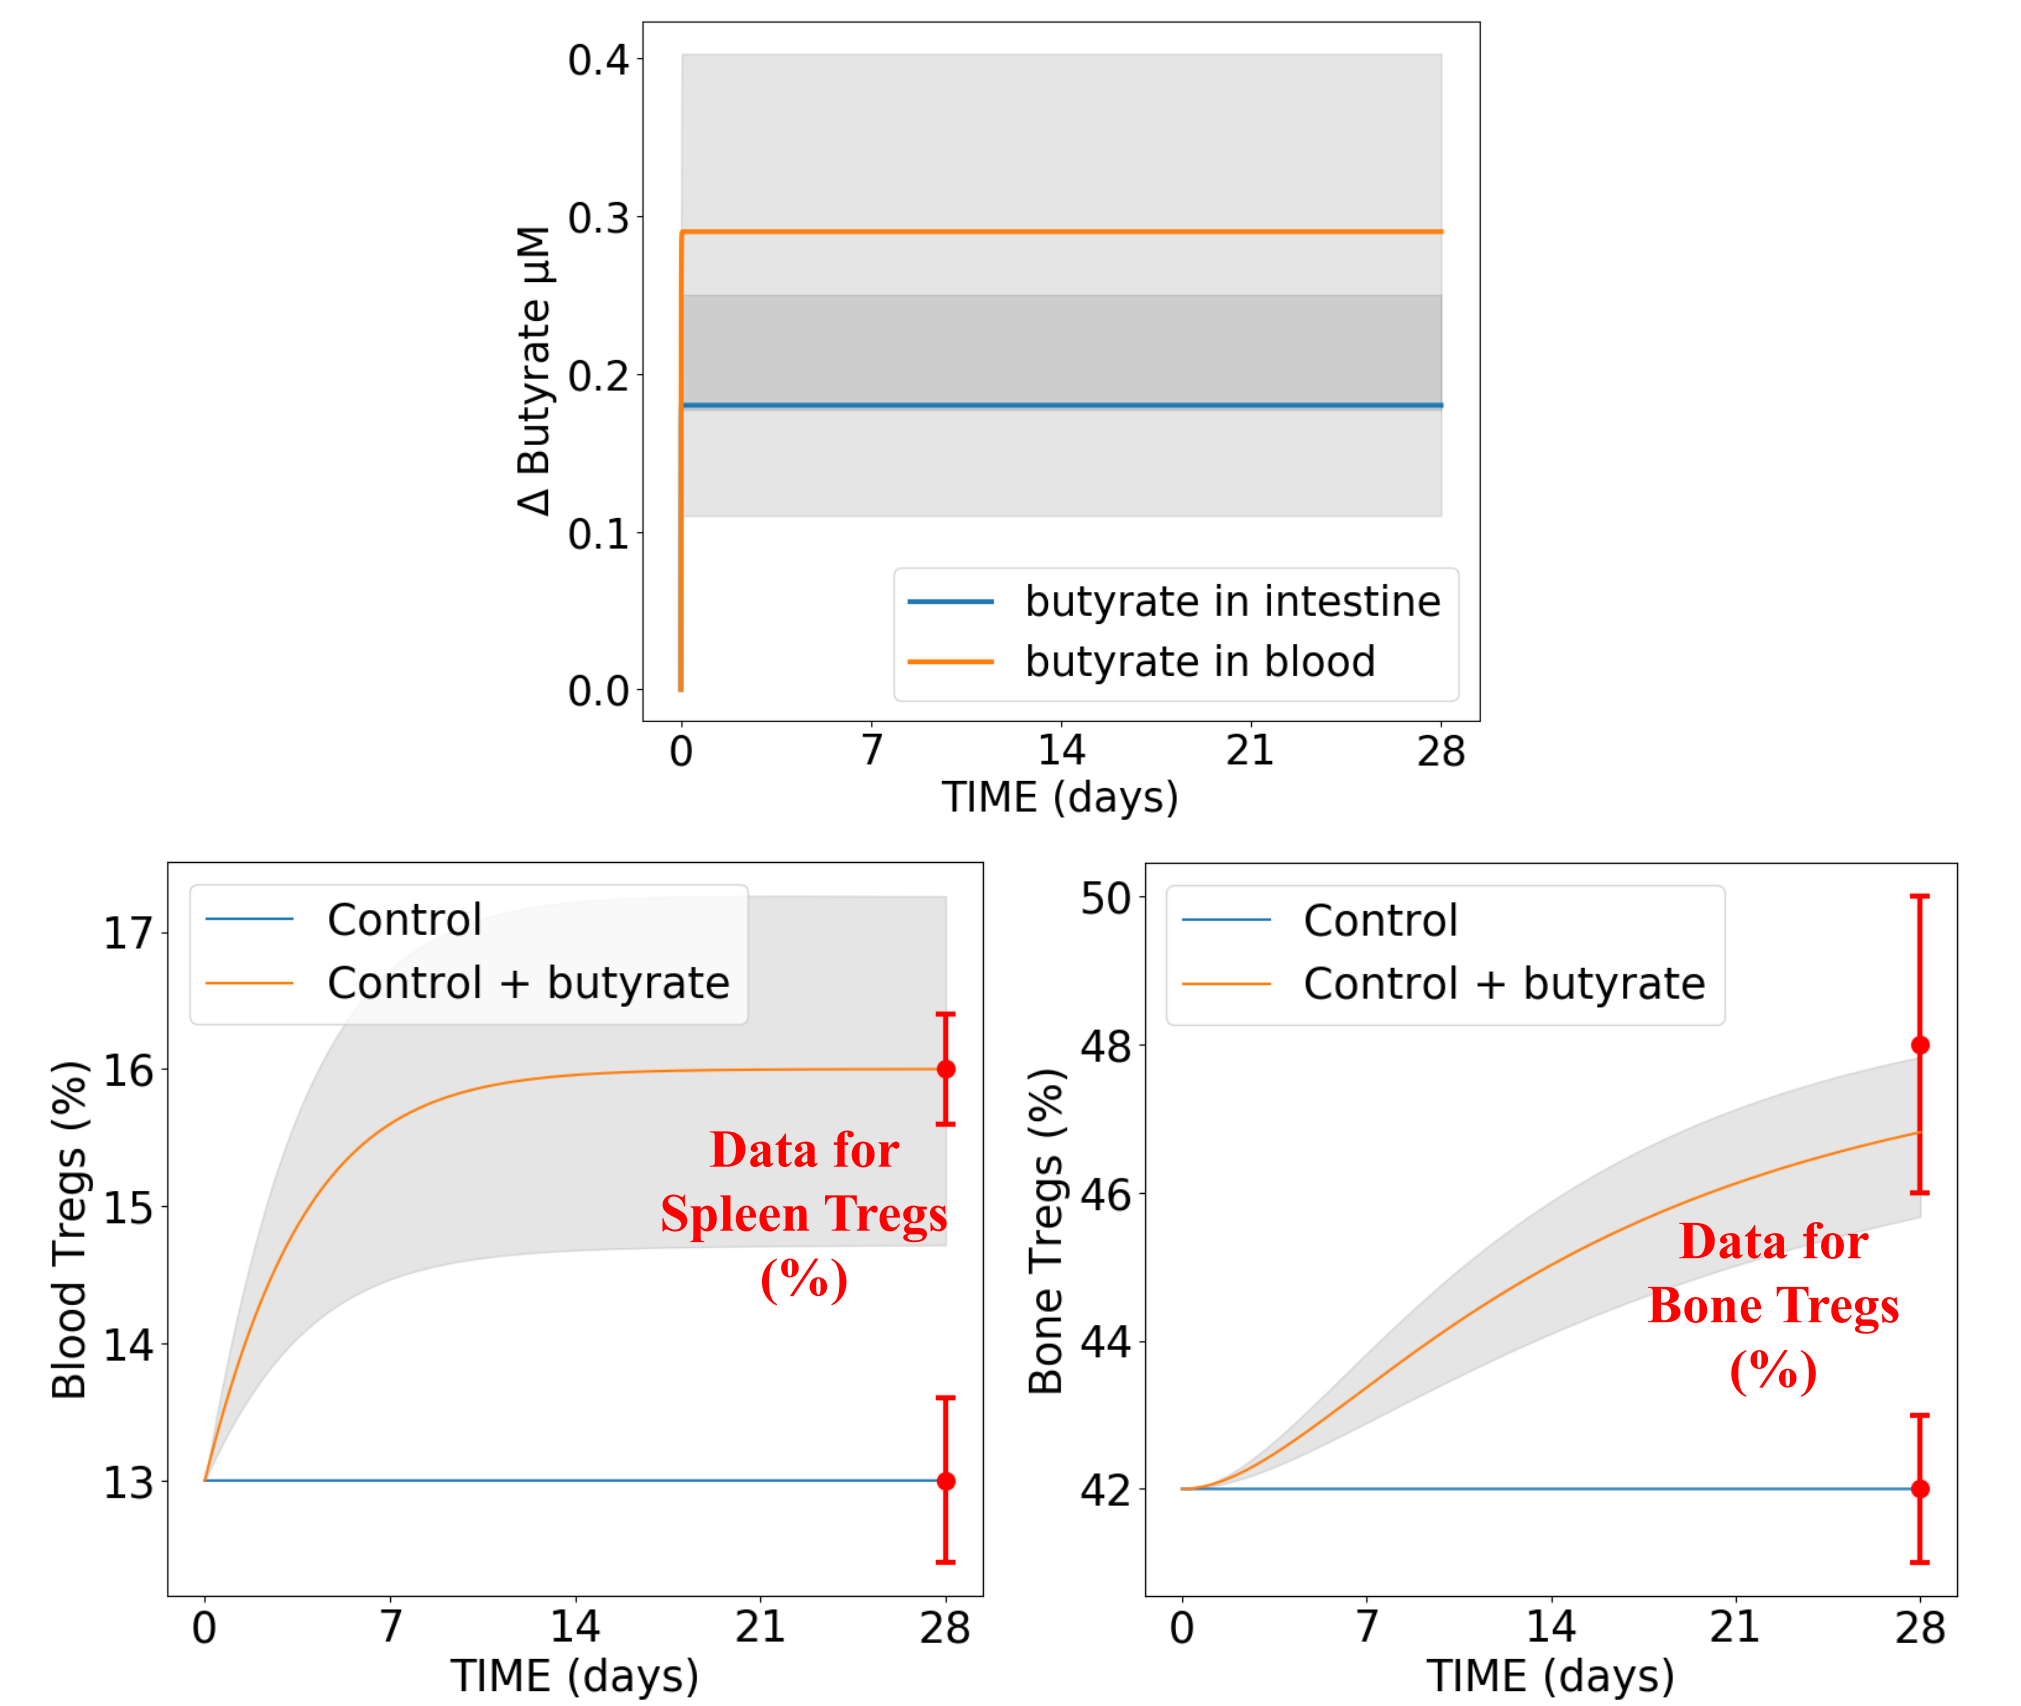 Δ Butyrate μM
0.4
0.3
0.2
0.1
0.0
butyrate in intestine
butyrate in blood
0 7 14 21 28
TIME (days)
Blood Tregs (%)
17
16
15
14
13
Control
Control + butyrate
Data for
Spleen Tregs
(%)
0 7 14 21 28
TIME (days)
Bone Tregs (%)
50
48
46
44
42
Control
Control + butyrate
Data for
Bone Tregs
(%)
0 7 14 21 28
TIME (days)